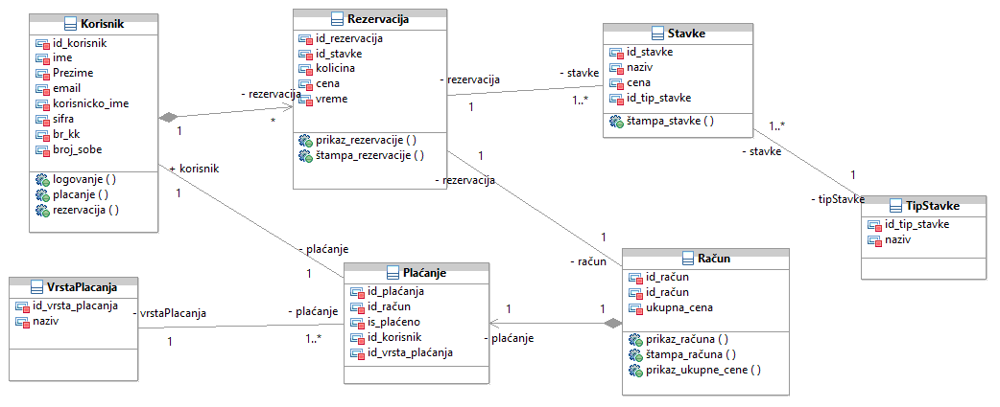 Korisnik
id_korisnik
ime
Prezime
email
korisnicko_ime
sifra
br_kk
broj_sobe
logovanje ( )
placanje ( )
rezervacija ( )
- rezervacija
1
*
Rezervacija
id_rezervacija
id_stavke
kolicina
cena
vreme
prikaz_rezervacije ( )
štampa_rezervacije ( )
- rezervacija
1
- stavke
1..*
Stavke
id_stavke
naziv
cena
id_tip_stavke
štampa_stavke ( )
1..*
- stavke
1
- tipStavke
TipStavke
id_tip_stavke
naziv
+ korisnik
1
- plaćanje
1
1
- rezervacija
1
- račun
Račun
id_račun
id_račun
ukupna_cena
prikaz_računa ( )
štampa_računa ( )
prikaz_ukupne_cene ( )
1
1
- plaćanje
Plaćanje
id_plaćanja
id_račun
is_plaćeno
id_korisnik
id_vrsta_plaćanja
- vrstaPlacanja
1
- plaćanje
1..*
VrstaPlacanja
id_vrsta_placanja
naziv